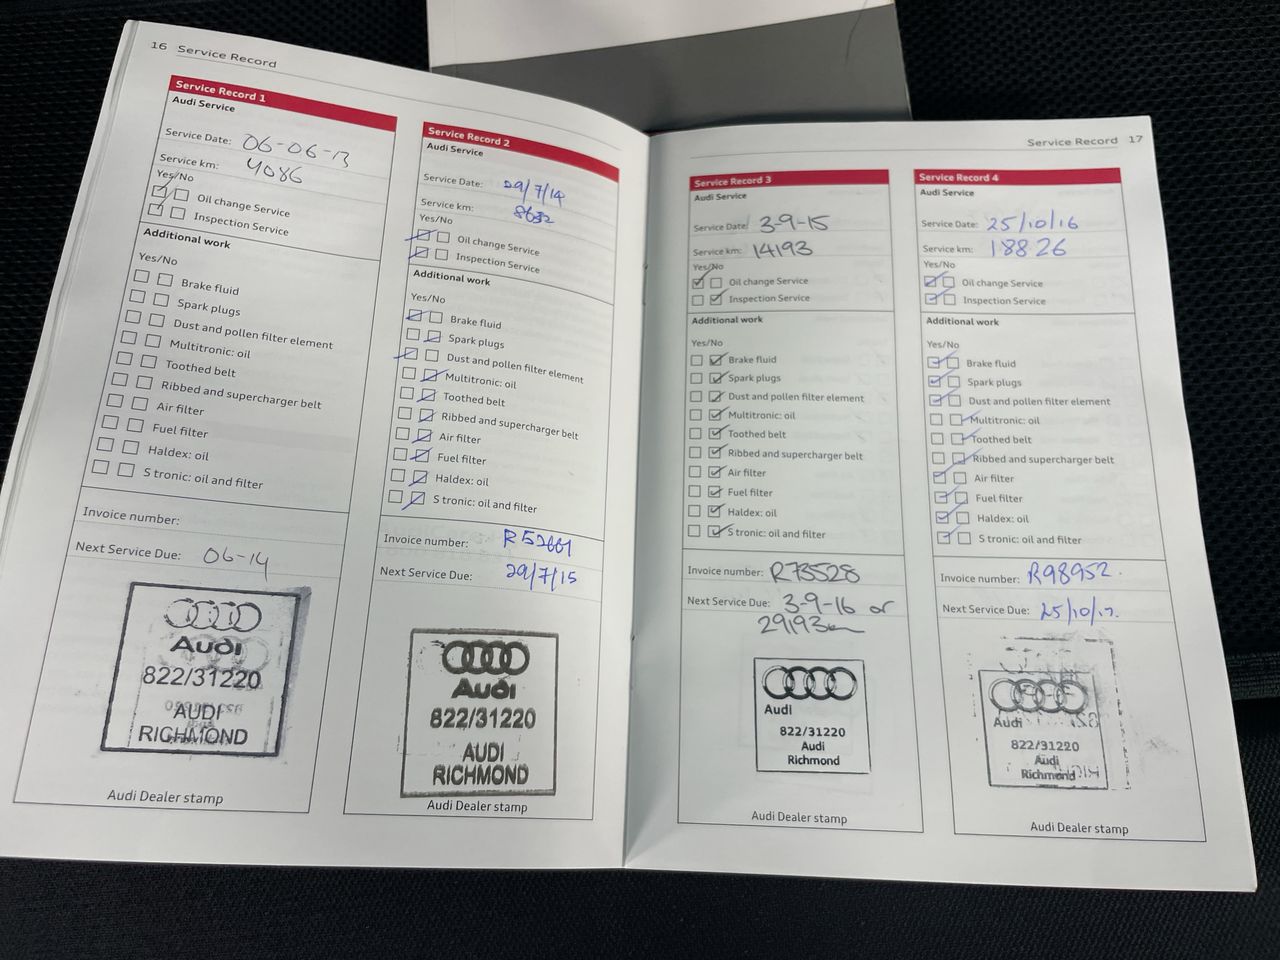 16 Service Record
Service Record 1
Audi Service
Service Date: 06-06-13
Service km: 4086
Yes/No
Oil change Service
Inspection Service
Additional work
Yes/No
Brake fluid
Spark plugs
Dust and pollen filter element
Multitronic: oil
Toothed belt
Ribbed and supercharger belt
Air filter
Fuel filter
Haldex: oil
S tronic: oil and filter
Invoice number:
Next Service Due: 06-14
Audi
822/31220
AUDI
RICHMOND
Audi Dealer stamp
Service Record 2
Audi Service
Service Date: 29/7/14
Service km: 8632
Yes/No
Oil change Service
Inspection Service
Additional work
Yes/No
Brake fluid
Spark plugs
Dust and pollen filter element
Multitronic: oil
Toothed belt
Ribbed and supercharger belt
Air filter
Fuel filter
Haldex: oil
S tronic: oil and filter
Invoice number:
Next Service Due: 29/7/15
Audi
822/31220
AUDI
RICHMOND
Audi Dealer stamp
Service Record 17
Service Record 3
Audi Service
Service Date: 3-9-15
Service km: 14193
Yes/No
Oil change Service
Inspection Service
Additional work
Yes/No
Brake fluid
Spark plugs
Dust and pollen filter element
Multitronic: oil
Toothed belt
Ribbed and supercharger belt
Air filter
Fuel filter
Haldex: oil
S tronic: oil and filter
Invoice number: R73528
Next Service Due: 3-9-16 or
29193km
Audi
822/31220
Audi
Richmond
Audi Dealer stamp
Service Record 4
Audi Service
Service Date: 25/10/16
Service km: 18826
Yes/No
Oil change Service
Inspection Service
Additional work
Yes/No
Brake fluid
Spark plugs
Dust and pollen filter element
Multitronic: oil
Toothed belt
Ribbed and supercharger belt
Air filter
Fuel filter
Haldex: oil
S tronic: oil and filter
Invoice number: R98952.
Next Service Due: 25/10/17.
Audi
822/31220
Audi
Richmond
Audi Dealer stamp